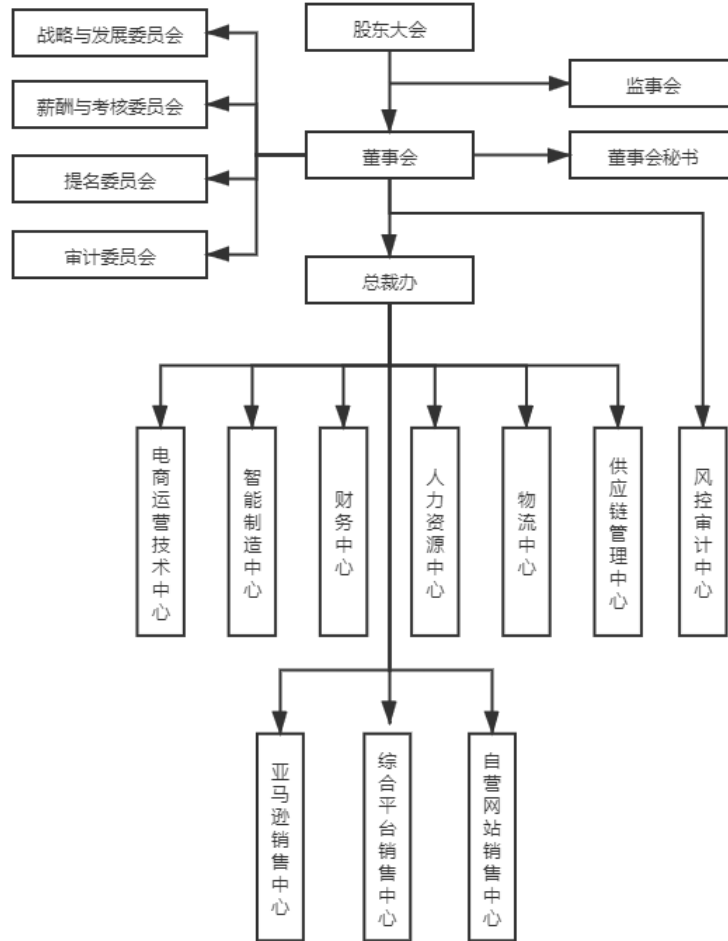 战略与发展委员会
股东大会
监事会
薪酬与考核委员会
董事会
董事会秘书
提名委员会
审计委员会
总裁办
电商运营技术中心
智能制造中心
财务中心
人力资源中心
物流中心
供应链管理中心
风控审计中心
亚马逊销售中心
综合平台销售中心
自营网站销售中心